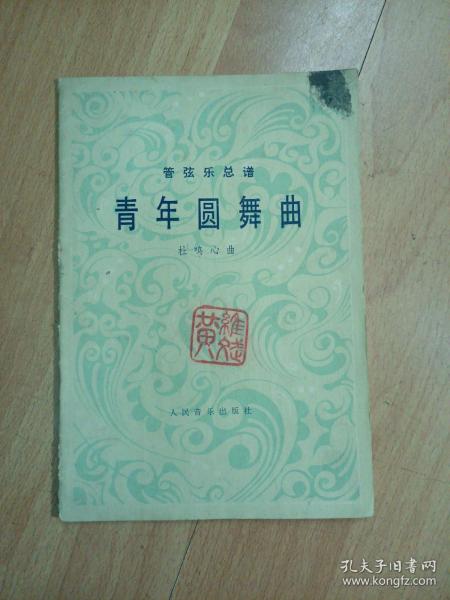 管弦乐总谱
青年圆舞曲
杜鸣心曲
人民音乐出版社
孔夫子旧书网
www.kongfz.com